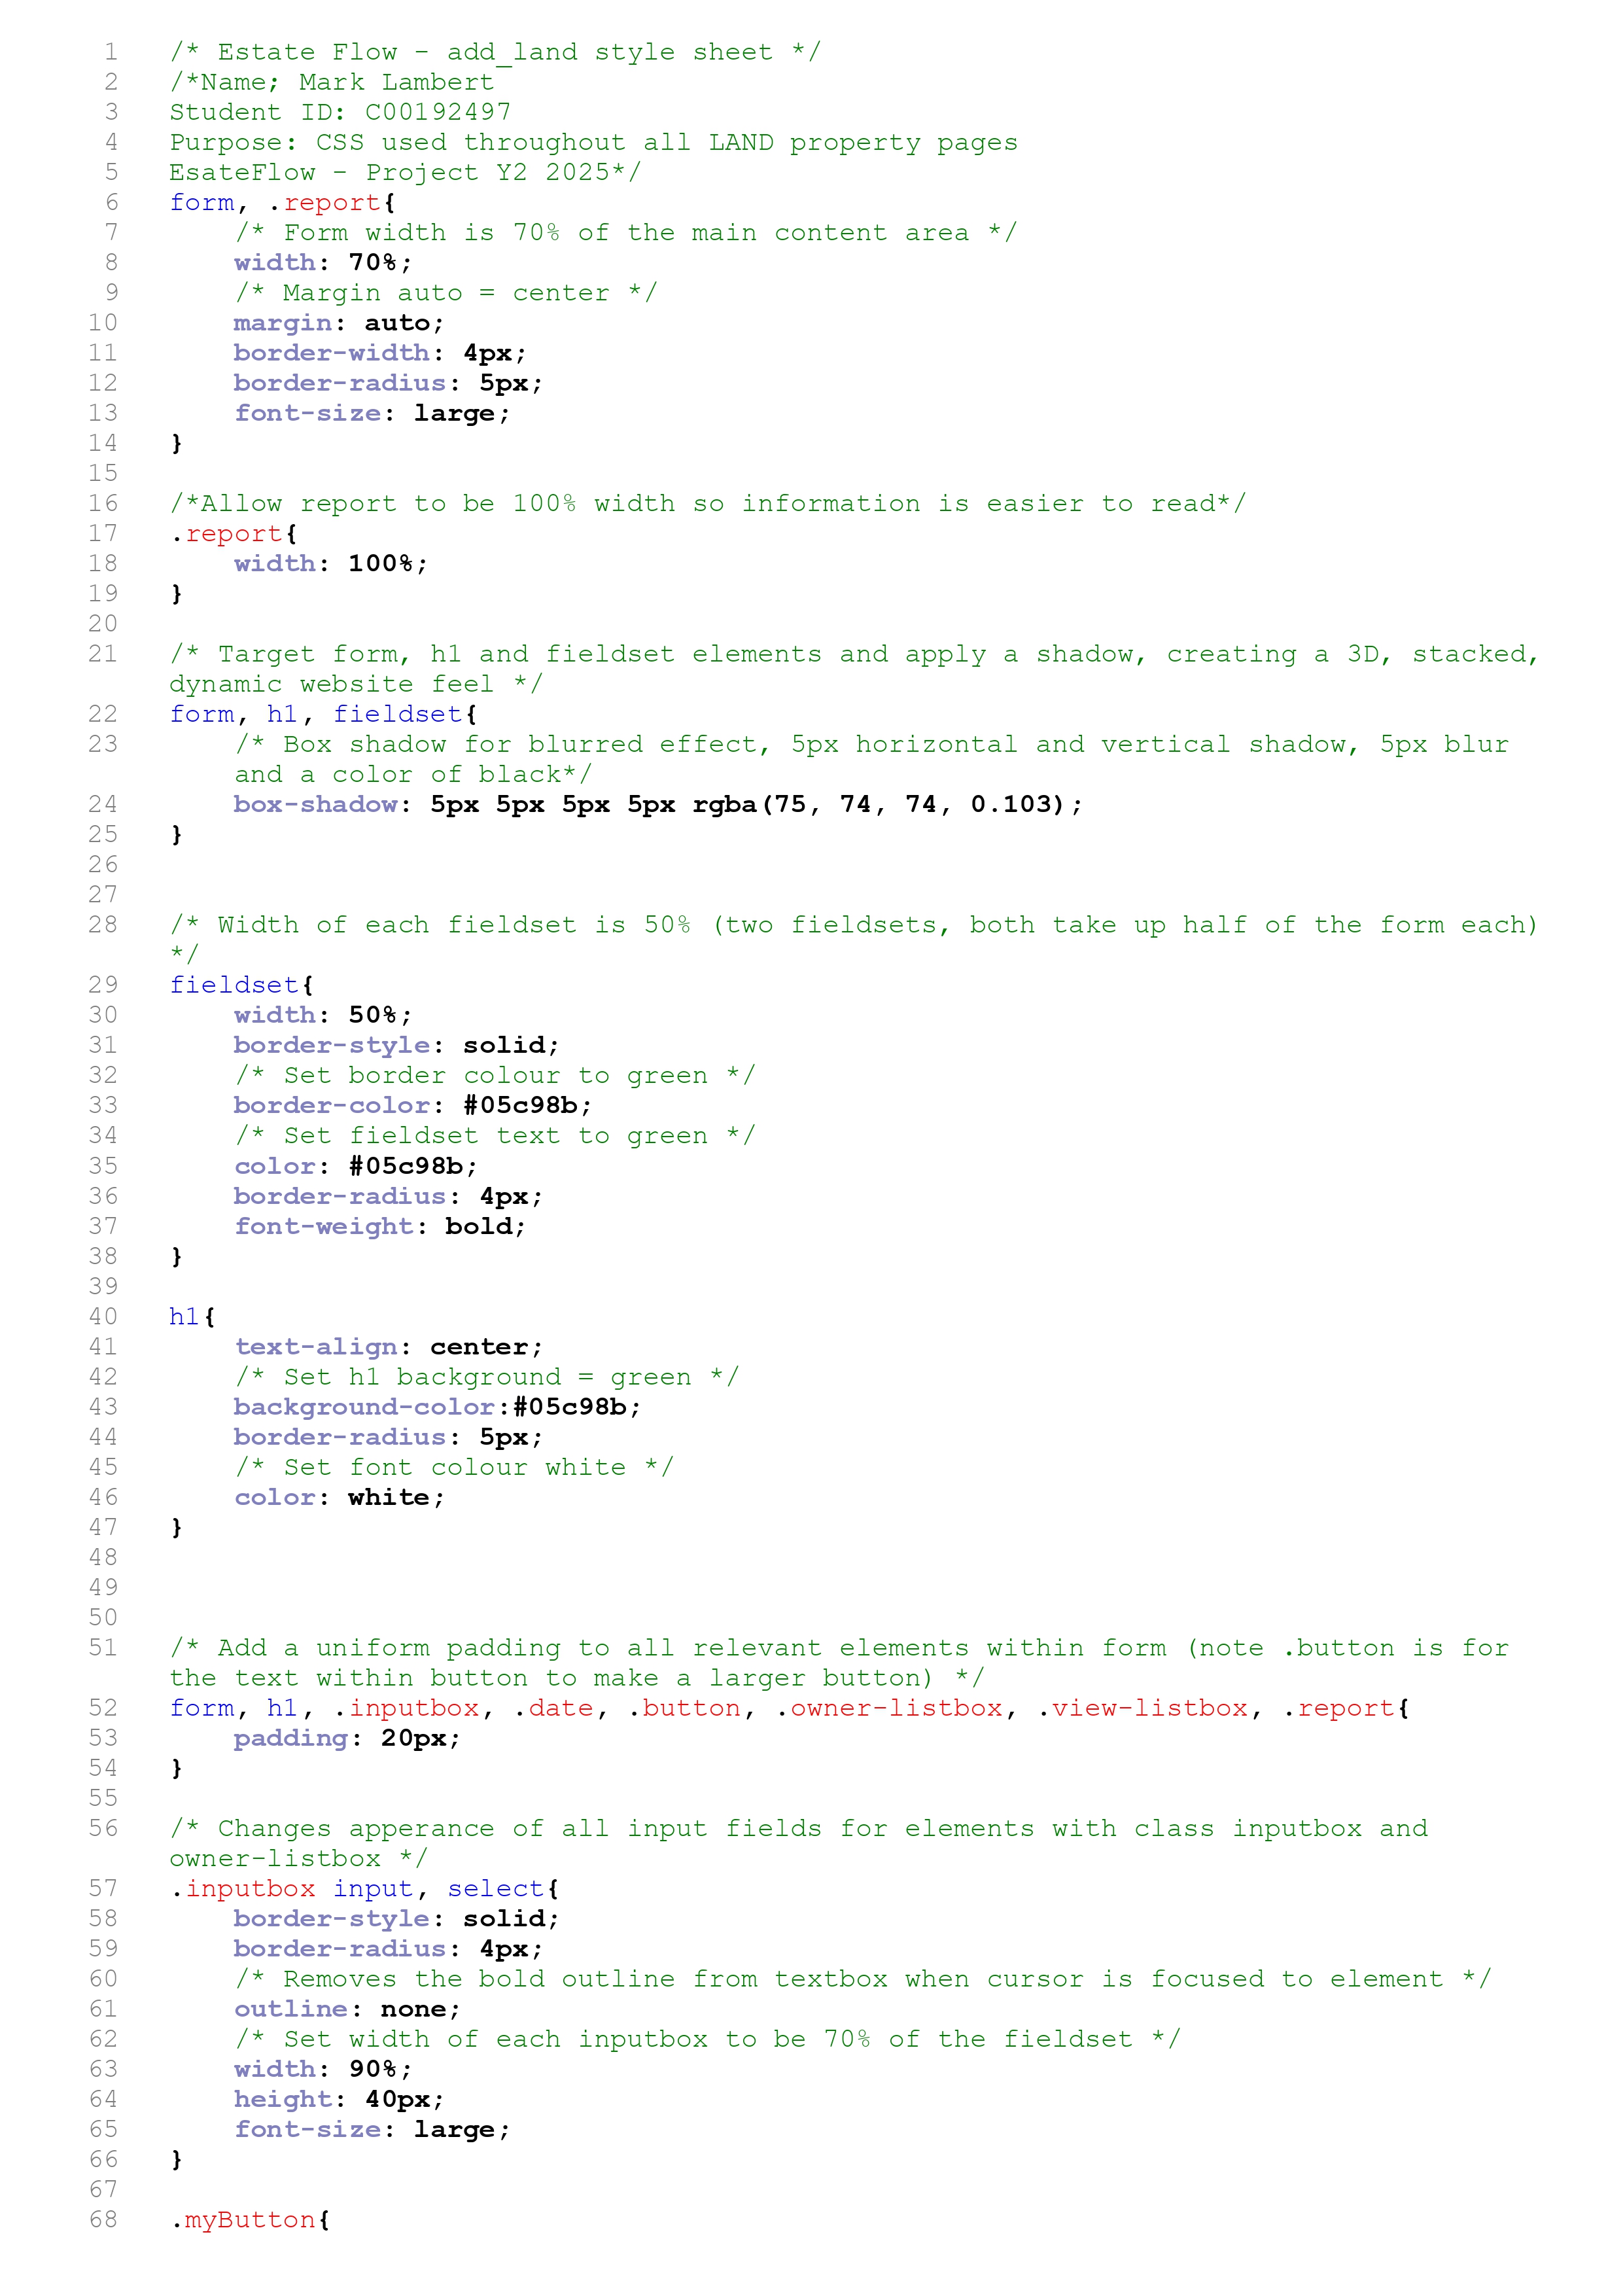 1 /* Estate Flow - add_land style sheet */
2 /*Name; Mark Lambert
3 Student ID: C00192497
4 Purpose: CSS used throughout all LAND property pages
5 EsateFlow - Project Y2 2025*/
6 form, .report{
7 /* Form width is 70% of the main content area */
8 width: 70%;
9 /* Margin auto = center */
10 margin: auto;
11 border-width: 4px;
12 border-radius: 5px;
13 font-size: large;
14 }
15
16 /*Allow report to be 100% width so information is easier to read*/
17 .report{
18 width: 100%;
19 }
20
21 /* Target form, h1 and fieldset elements and apply a shadow, creating a 3D, stacked,
dynamic website feel */
22 form, h1, fieldset{
23 /* Box shadow for blurred effect, 5px horizontal and vertical shadow, 5px blur
and a color of black*/
24 box-shadow: 5px 5px 5px 5px rgba(75, 74, 74, 0.103);
25 }
26
27
28 /* Width of each fieldset is 50% (two fieldsets, both take up half of the form each)
*/
29 fieldset{
30 width: 50%;
31 border-style: solid;
32 /* Set border colour to green */
33 border-color: #05c98b;
34 /* Set fieldset text to green */
35 color: #05c98b;
36 border-radius: 4px;
37 font-weight: bold;
38 }
39
40 h1{
41 text-align: center;
42 /* Set h1 background = green */
43 background-color:#05c98b;
44 border-radius: 5px;
45 /* Set font colour white */
46 color: white;
47 }
48
49
50
51 /* Add a uniform padding to all relevant elements within form (note .button is for
the text within button to make a larger button) */
52 form, h1, .inputbox, .date, .button, .owner-listbox, .view-listbox, .report{
53 padding: 20px;
54 }
55
56 /* Changes apperance of all input fields for elements with class inputbox and
owner-listbox */
57 .inputbox input, select{
58 border-style: solid;
59 border-radius: 4px;
60 /* Removes the bold outline from textbox when cursor is focused to element */
61 outline: none;
62 /* Set width of each inputbox to be 70% of the fieldset */
63 width: 90%;
64 height: 40px;
65 font-size: large;
66 }
67
68 .myButton{